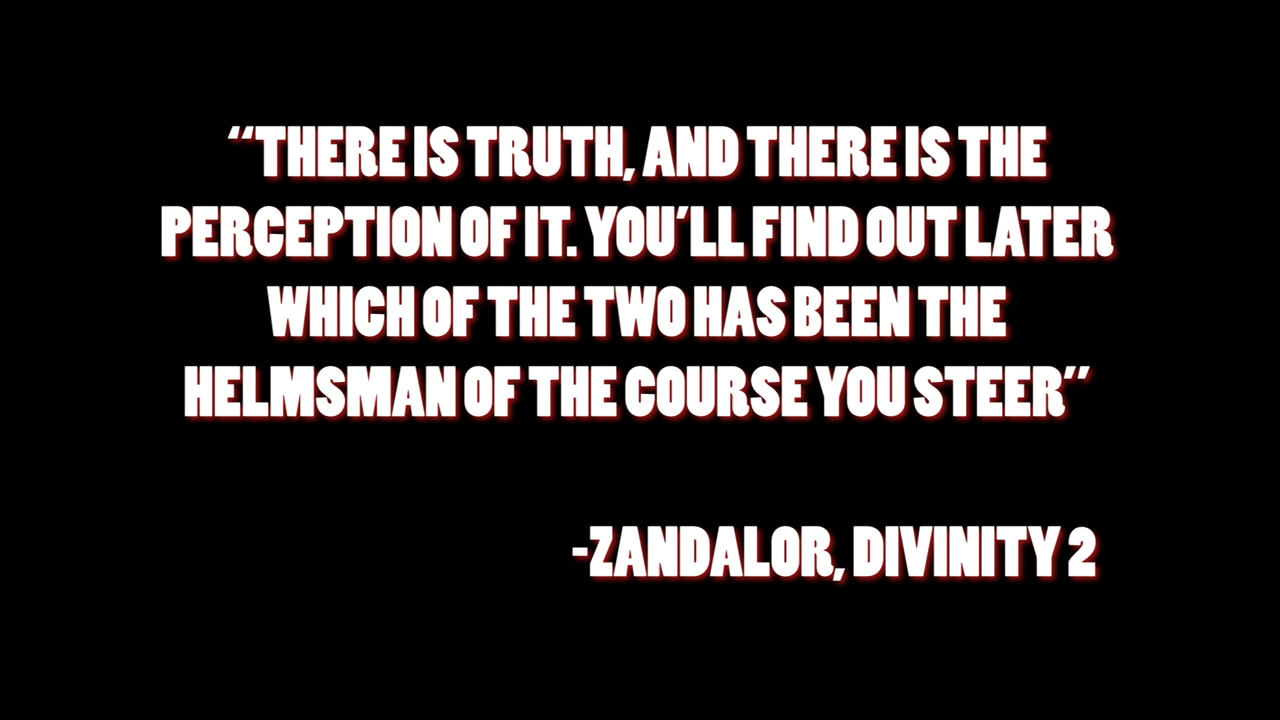 “THERE IS TRUTH, AND THERE IS THE
PERCEPTION OF IT. YOU'LL FIND OUT LATER
WHICH OF THE TWO HAS BEEN THE
HELMSMAN OF THE COURSE YOU STEER”
-ZANDALOR, DIVINITY 2